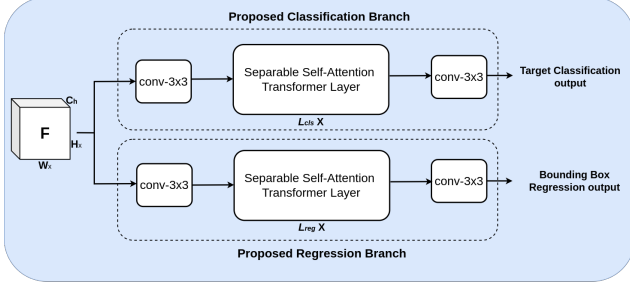 Proposed Classification Branch
conv-3x3
Separable Self-Attention
Transformer Layer
conv-3x3
Target Classification
output
Lcls X
Ch
F
Hx
Wx
conv-3x3
Separable Self-Attention
Transformer Layer
conv-3x3
Bounding Box
Regression output
Lreg X
Proposed Regression Branch